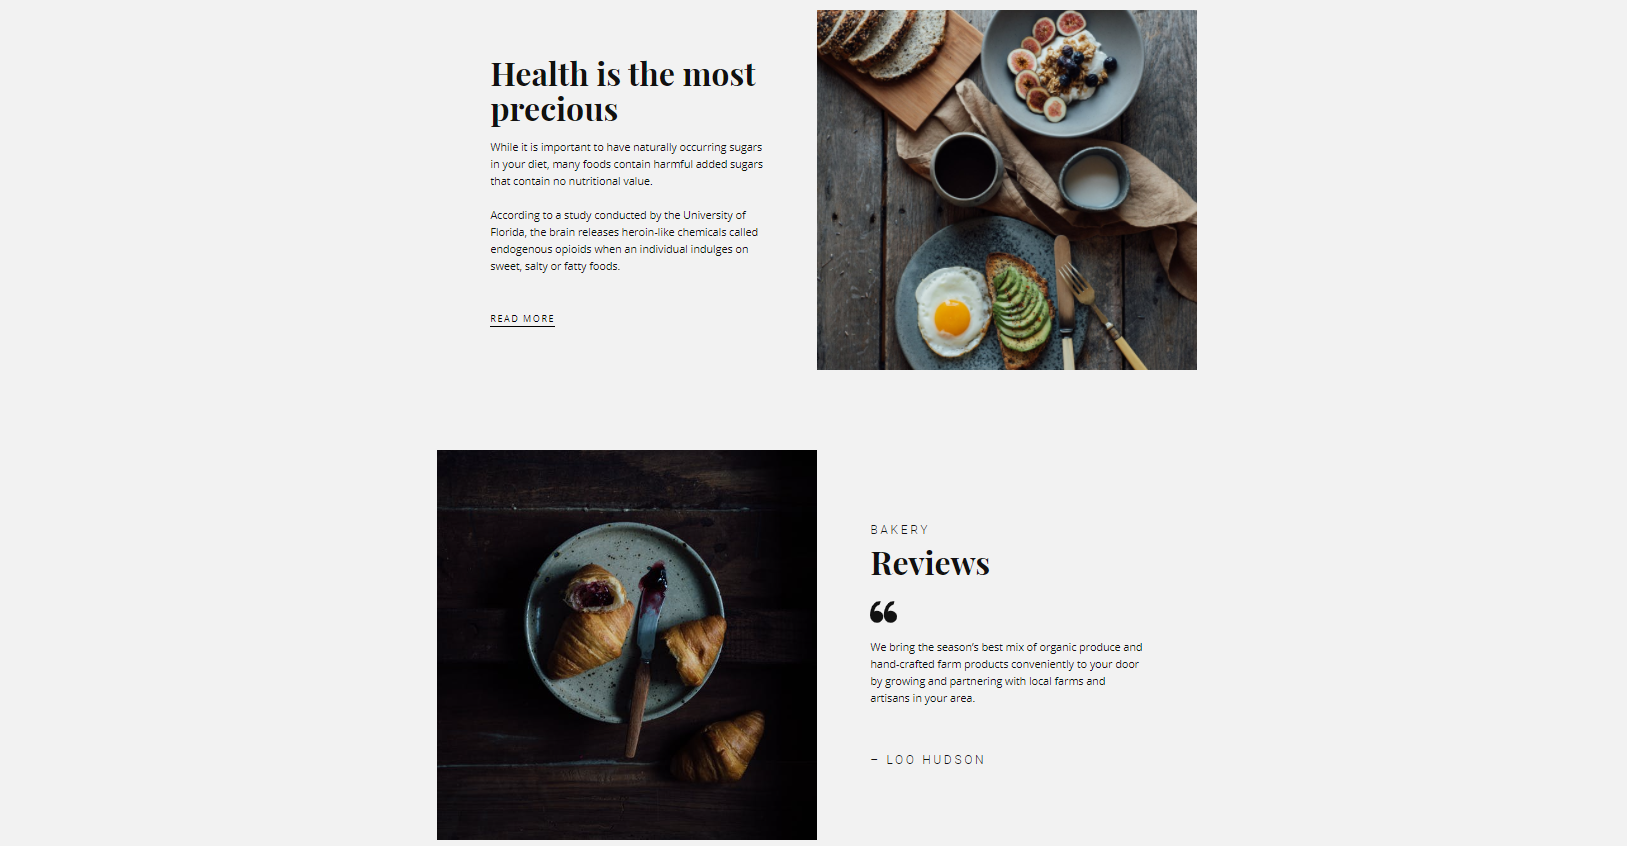 Health is the most
precious
While it is important to have naturally occurring sugars
in your diet, many foods contain harmful added sugars
that contain no nutritional value.
According to a study conducted by the University of
Florida, the brain releases heroin-like chemicals called
endogenous opioids when an individual indulges on
sweet, salty or fatty foods.
READ MORE
BAKERY
Reviews
“
We bring the season’s best mix of organic produce and
hand-crafted farm products conveniently to your door
by growing and partnering with local farms and
artisans in your area.
– LOO HUDSON